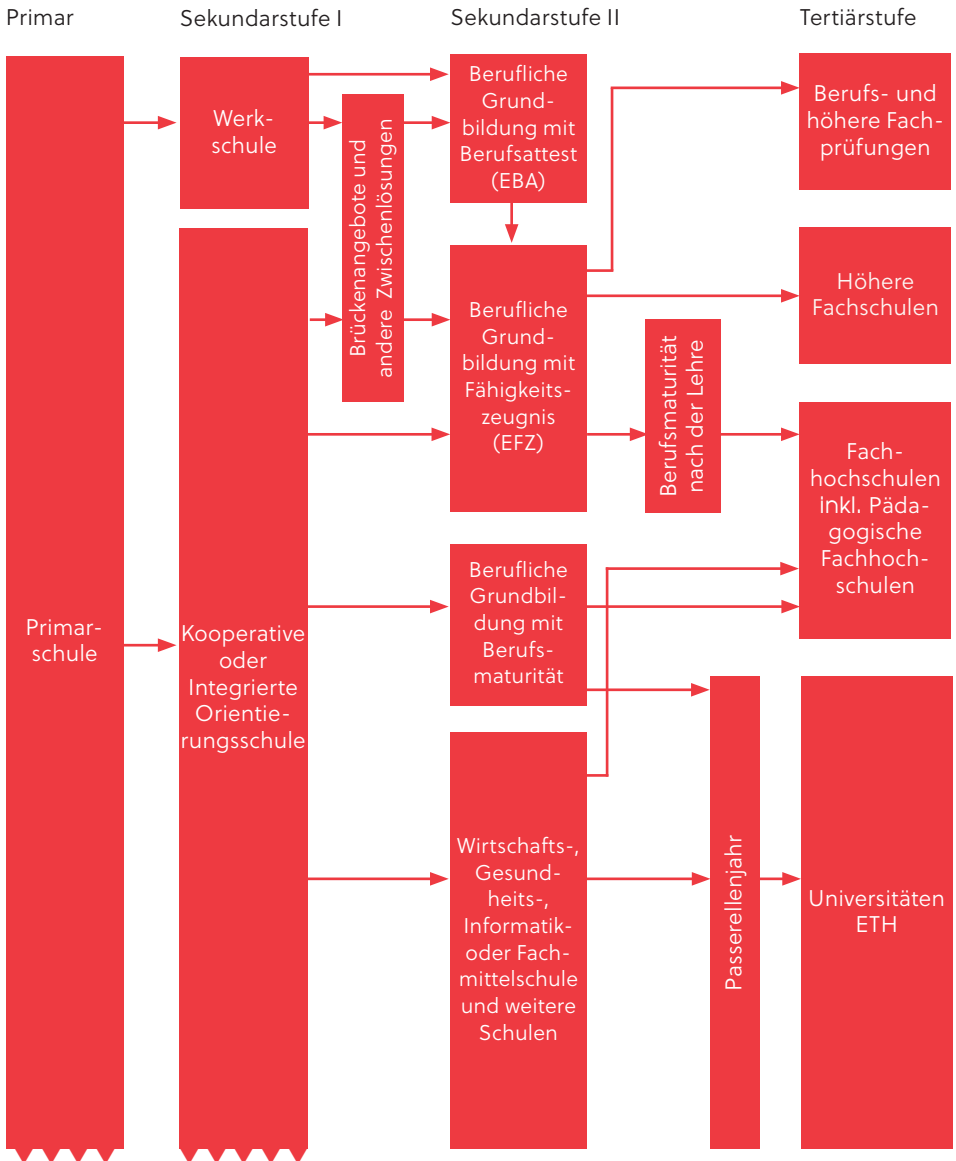 Primar
Sekundarstufe I
Sekundarstufe II
Tertiärstufe
Primar-
schule
Werk-
schule
Kooperative
oder
Integrierte
Orientie-
rungsschule
Brückenangebote und
andere Zwischenlösungen
Berufliche
Grund-
bildung mit
Berufsattest
(EBA)
Berufliche
Grund-
bildung mit
Fähigkeits-
zeugnis
(EFZ)
Berufliche
Grundbil-
dung mit
Berufs-
maturität
Wirtschafts-,
Gesund-
heits-,
Informatik-
oder Fach-
mittelschule
und weitere
Schulen
Berufsmaturität
nach der Lehre
Passerellenjahr
Berufs- und
höhere Fach-
prüfungen
Höhere
Fachschulen
Fach-
hochschulen
inkl. Päda-
gogische
Fachhoch-
schulen
Universitäten
ETH